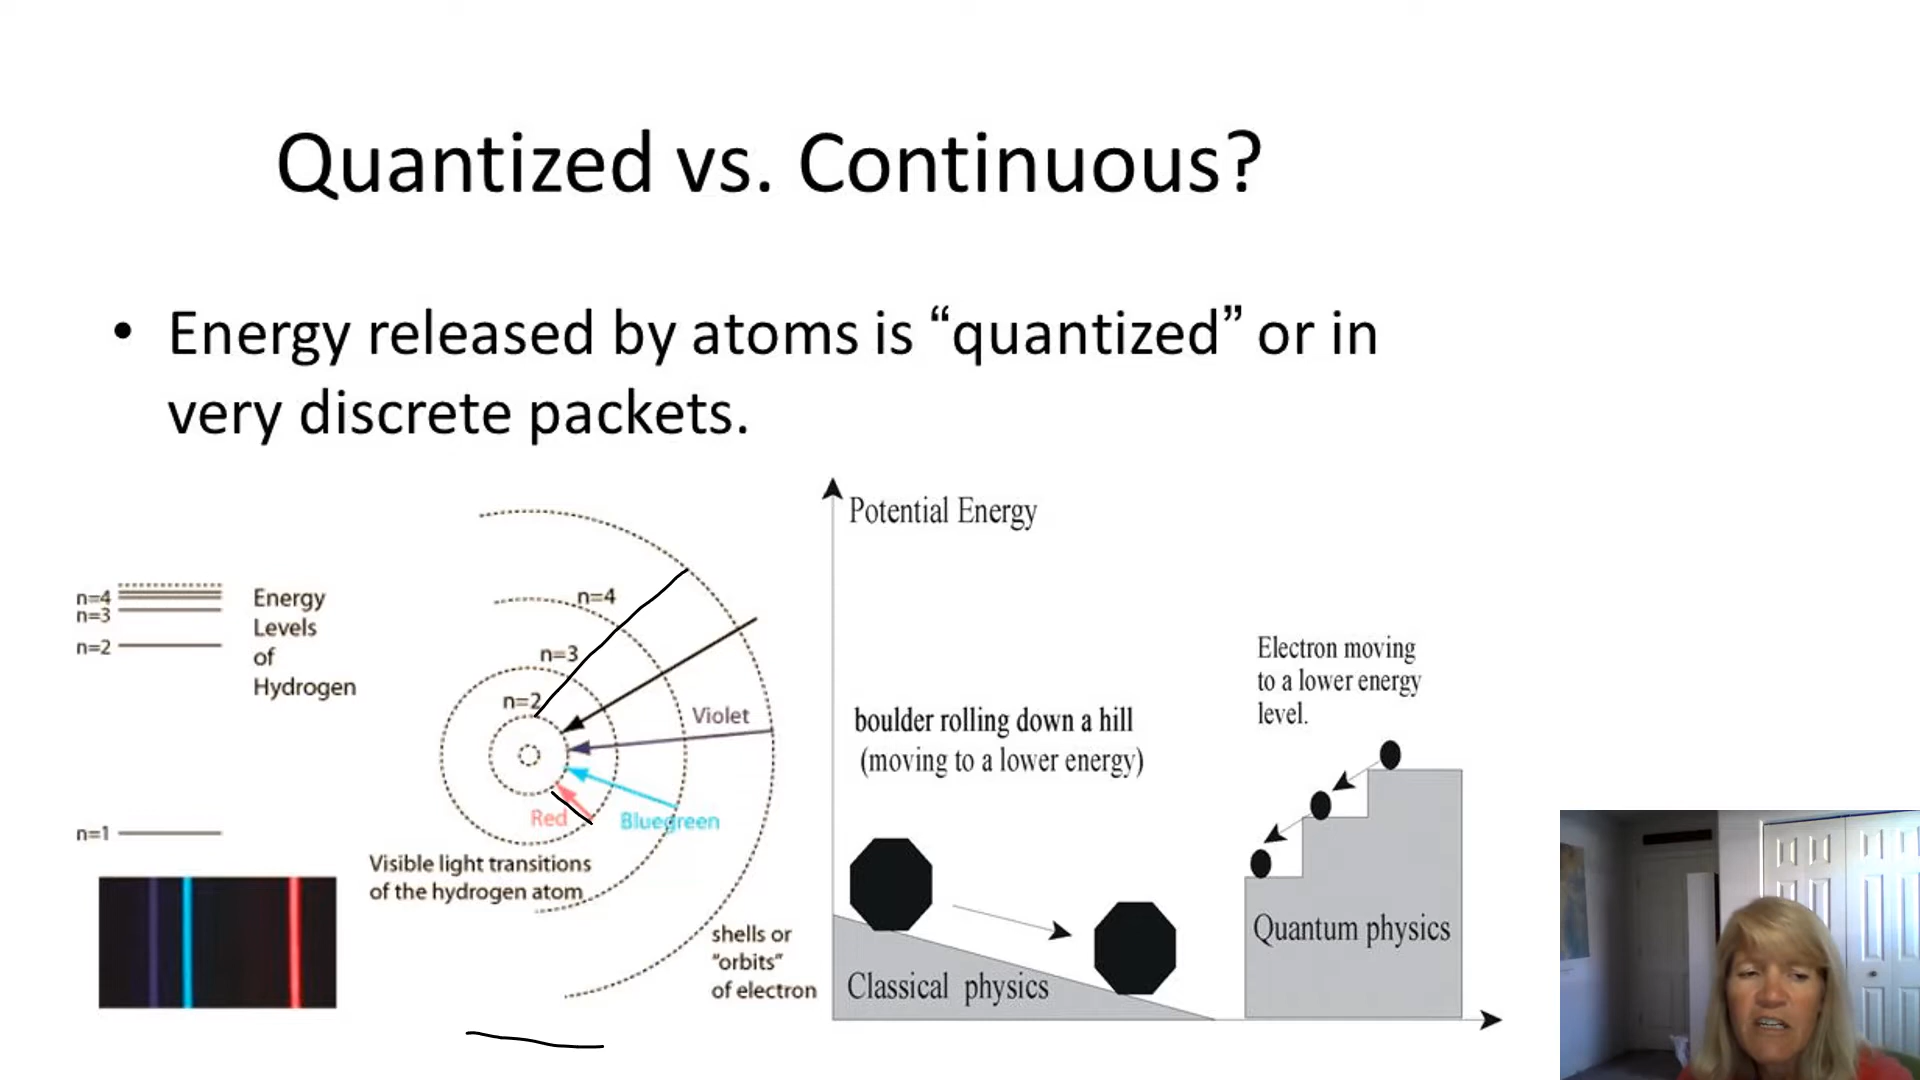 Quantized vs. Continuous?
• Energy released by atoms is “quantized” or in
very discrete packets.
n=4
n=3
n=2
n=1
Energy
Levels
of
Hydrogen
n=4
n=3
n=2
Violet
Red
Bluegreen
Visible light transitions
of the hydrogen atom
shells or
"orbits"
of electron
Potential Energy
boulder rolling down a hill
(moving to a lower energy)
Classical physics
Electron moving
to a lower energy
level.
Quantum physics